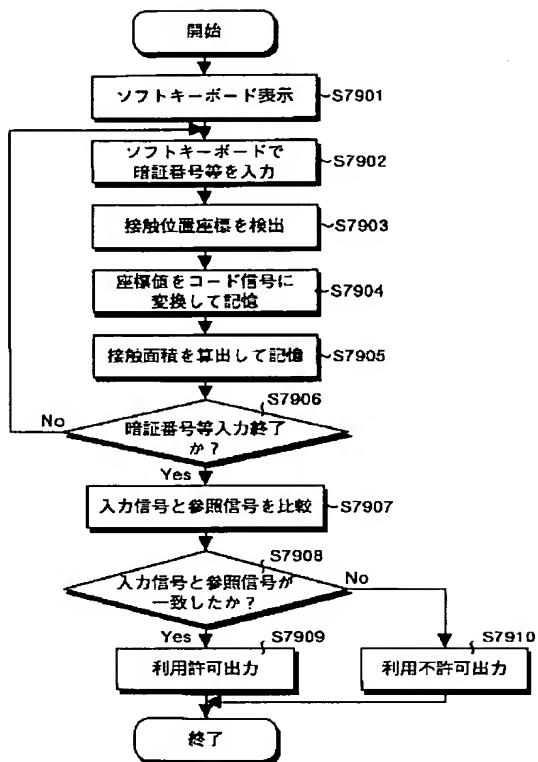 開始
ソフトキーボード表示
S7901
ソフトキーボードで
暗証番号等を入力
S7902
接触位置座標を検出
S7903
座標値をコード信号に
変換して記憶
S7904
接触面積を算出して記憶
S7905
S7906
No
暗証番号等入力終了
か？
Yes
入力信号と参照信号を比較
S7907
S7908
入力信号と参照信号が
一致したか？
No
Yes
S7909
利用許可出力
S7910
利用不許可出力
終了